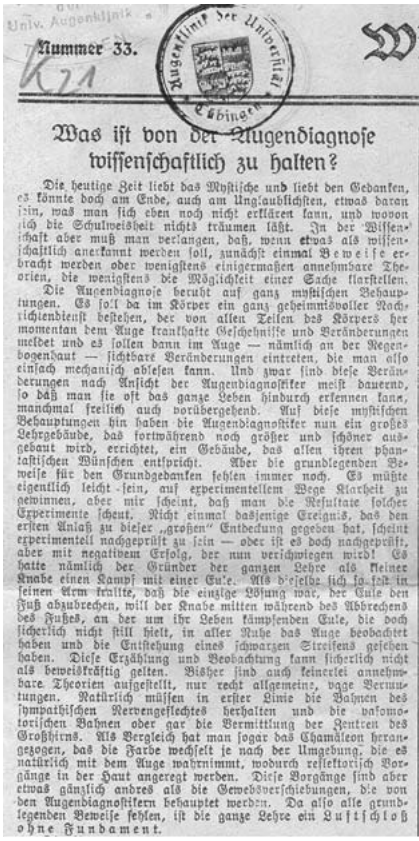 Univ. Augenklinik
Nummer 33.
W
K 21
Augenklinik der Universität
Tübingen
Was ist von der Augendiagnose
wissenschaftlich zu halten?
Die heutige Zeit liebt das Mystische und liebt den Gedanken,
es könnte doch am Ende, auch am Unglaublichsten, etwas daran
sein, was man sich eben noch nicht erklären kann, und wovon
sich die Schulweisheit nichts träumen läßt. In der Wissen-
schaft aber muß man verlangen, daß, wenn etwas als wissen-
schaftlich anerkannt werden soll, zunächst einmal Beweise er-
bracht werden oder wenigstens einigermaßen annehmbare The-
orien, die wenigstens die Möglichkeit einer Sache klarstellen.
Die Augendiagnose beruht auf ganz mystischen Behaup-
tungen. Es soll da im Körper ein ganz geheimnisvoller Nach-
richtendienst bestehen, der von allen Teilen des Körpers her
momentan dem Auge krankhafte Geschehnisse und Veränderungen
meldet und es sollen dann im Auge — nämlich an der Regen-
bogenhaut — sichtbare Veränderungen eintreten, die man also
einfach mechanisch ablesen kann. Und zwar sind diese Verän-
derungen nach Ansicht der Augendiagnostiker meist dauernd,
so daß man sie oft das ganze Leben hindurch erkennen kann,
manchmal freilich auch vorübergehend. Auf diese mystischen
Behauptungen hin haben die Augendiagnostiker nun ein großes
Lehrgebäude, das fortwährend noch größer und schöner aus-
gebaut wird, errichtet, ein Gebäude, das allen ihren phan-
tastischen Wünschen entspricht. Aber die grundlegenden Be-
weise für den Grundgedanken fehlen immer noch. Es müßte
eigentlich leicht sein, auf experimentellem Wege Klarheit zu
gewinnen, aber mir scheint, daß man die Resultate solcher
Experimente scheut. Nicht einmal dasjenige Ereignis, das den
ersten Anlaß zu dieser „großen“ Entdeckung gegeben hat, scheint
experimentell nachgeprüft zu sein — oder ist es doch nachgeprüft,
aber mit negativem Erfolg, der nun verschwiegen wird! Es
hatte nämlich der Gründer der ganzen Lehre als kleiner
Knabe einen Kampf mit einer Eule. Als dieselbe sich so fest in
seinen Arm krallte, daß die einzige Lösung war, der Eule den
Fuß abzubrechen, will der Knabe mitten während des Abbrechens
des Fußes, an der um ihr Leben kämpfenden Eule, die doch
sicherlich nicht still hielt, in aller Ruhe das Auge beobachtet
haben und die Entstehung eines schwarzen Streifens gesehen
haben. Diese Erzählung und Beobachtung kann sicherlich nicht
als beweiskräftig gelten. Bisher sind auch keinerlei annehm-
bare Theorien aufgestellt, nur recht allgemeine, vage Vermu-
tungen. Natürlich müssen in erster Linie die Bahnen des
sympathischen Nervengeflechtes herhalten und die vasomo-
torischen Bahnen oder gar die Vermittlung der Zentren des
Großhirns. Als Vergleich hat man sogar das Chamäleon heran-
gezogen, das die Farbe wechselt je nach der Umgebung, die es
natürlich mit dem Auge wahrnimmt, wodurch reflektorisch Vor-
gänge in der Haut angeregt werden. Diese Vorgänge sind aber
etwas gänzlich andres als die Gewebsverschiebungen, die von
den Augendiagnostikern behauptet werden. Da also alle grund-
legenden Beweise fehlen, ist die ganze Lehre ein Luftschloß
ohne Fundament.